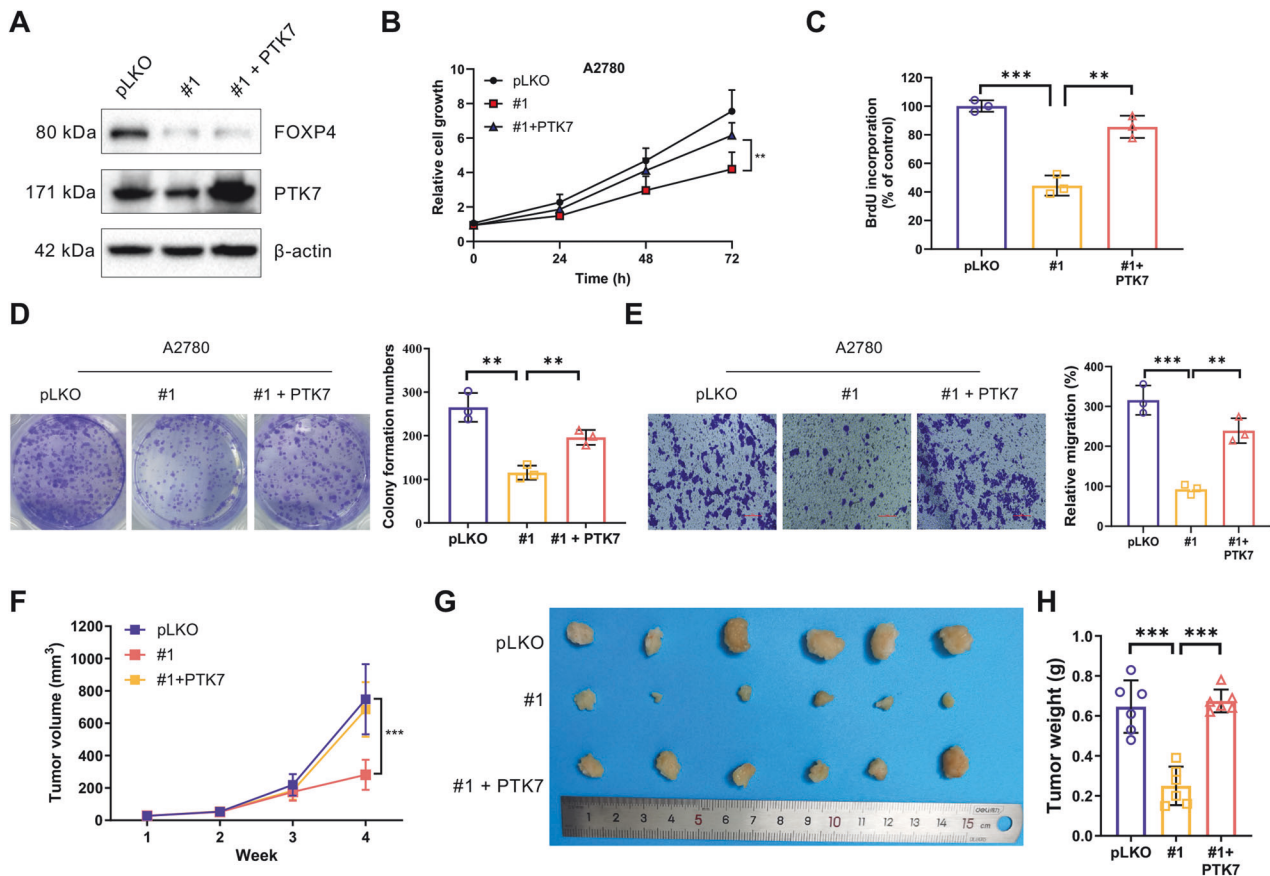 A
pLKO
#1
#1 + PTK7
80 kDa
FOXP4
171 kDa
PTK7
42 kDa
β-actin
B
A2780
pLKO
#1
#1+PTK7
Relative cell growth
10
8
6
4
2
0
**
0
24
48
72
Time (h)
C
BrdU incorporation
(% of control)
120
100
80
60
40
20
0
***
**
pLKO
#1
#1+
PTK7
D
A2780
pLKO
#1
#1 + PTK7
Colony formation numbers
400
300
200
100
0
**
**
pLKO
#1
#1 + PTK7
E
A2780
pLKO
#1
#1 + PTK7
Relative migration (%)
400
300
200
100
0
***
**
pLKO
#1
#1+
PTK7
F
pLKO
#1
#1+PTK7
Tumor volume (mm³)
1200
1000
800
600
400
200
0
***
1
2
3
4
Week
G
pLKO
#1
#1 + PTK7
1 2 3 4 5 6 7 8 9 10 11 12 13 14 15 cm
H
Tumor weight (g)
1.0
0.8
0.6
0.4
0.2
0.0
***
***
pLKO
#1
#1+
PTK7